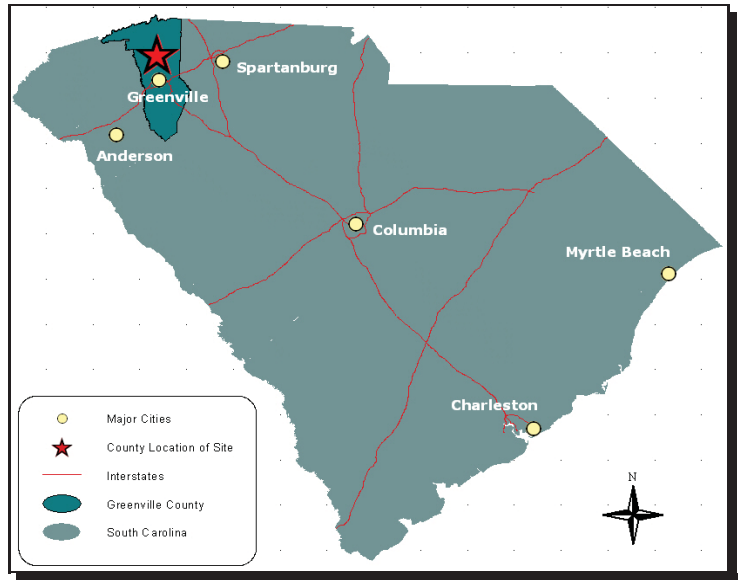 Spartanburg
Greenville
Anderson
Columbia
Myrtle Beach
Charleston
Major Cities
County Location of Site
Interstates
Greenville County
South Carolina
N